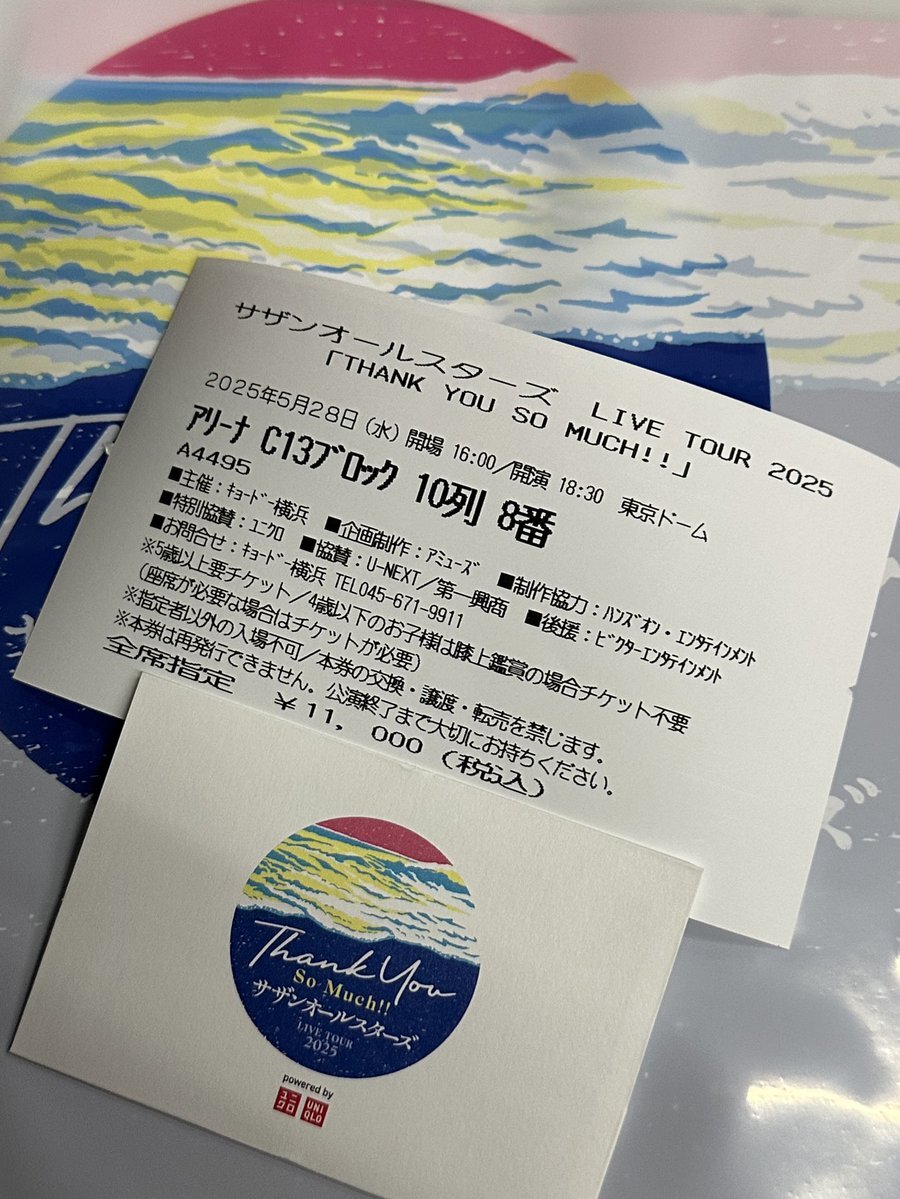 サザンオールスターズ LIVE TOUR 2025
「THANK YOU SO MUCH!!」
2025年5月28日(水) 開場 16:00/開演 18:30 東京ドーム
アリーナ C13ブロック 10列 8番
A4495
■主催:キョードー横浜 ■企画制作:アミューズ ■制作協力:ハンズオン・エンタテインメント
■特別協賛:ユニクロ ■協賛:U-NEXT/第一興商 ■後援:ビクターエンタテインメント
■お問合せ:キョードー横浜 TEL045-671-9911
※5歳以上要チケット/4歳以下のお子様は膝上鑑賞の場合チケット不要
(座席が必要な場合はチケットが必要)
※指定者以外の入場不可/本券の交換・譲渡・転売を禁じます。
※本券は再発行できません。公演終了まで大切にお持ちください。
全席指定 ¥11,000(税込)
Thank You
So Much!!
サザンオールスターズ
LIVE TOUR
2025
powered by
ユニ
クロ
UNI
QLO